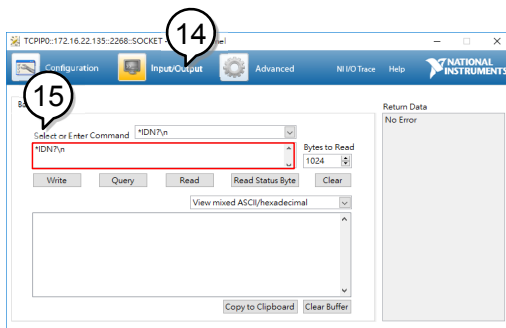 TCPIP0::172.16.22.135::2268::SOCKET -
14
Configuration
Input/Output
Advanced
NI I/O Trace
Help
NATIONAL
INSTRUMENTS
15
Return Data
No Error
Select or Enter Command
*IDN?\n
*IDN?\n
Bytes to Read
1024
Write
Query
Read
Read Status Byte
Clear
View mixed ASCII/hexadecimal
Copy to Clipboard
Clear Buffer